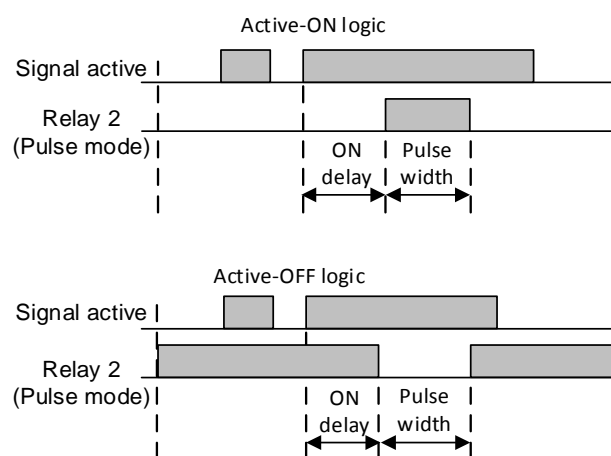 Active-ON logic
Signal active
Relay 2
(Pulse mode)
ON
delay
Pulse
width
Active-OFF logic
Signal active
Relay 2
(Pulse mode)
ON
delay
Pulse
width